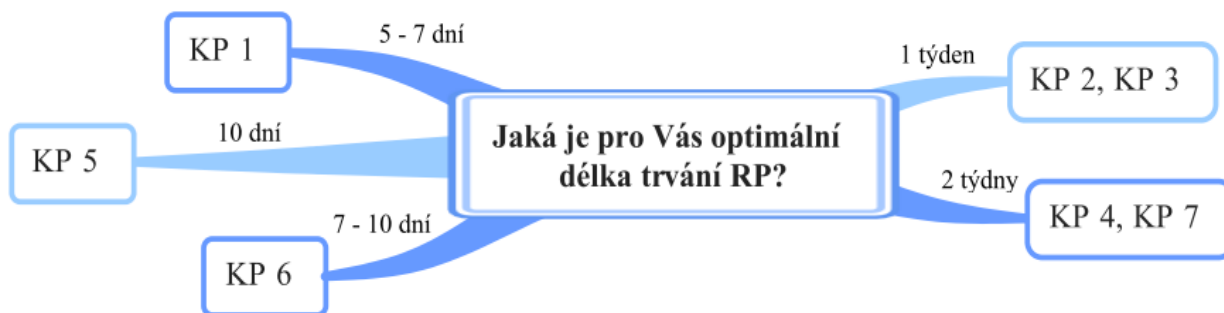 KP 1
5 - 7 dní
1 týden
KP 2, KP 3
10 dní
KP 5
Jaká je pro Vás optimální
délka trvání RP?
2 týdny
KP 4, KP 7
7 - 10 dní
KP 6